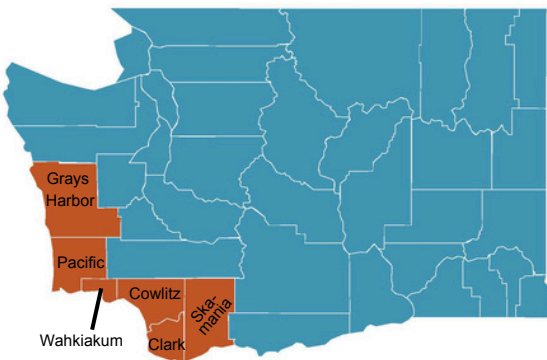 Grays
Harbor
Pacific
Cowlitz
Ska-
mania
Wahkiakum
Clark